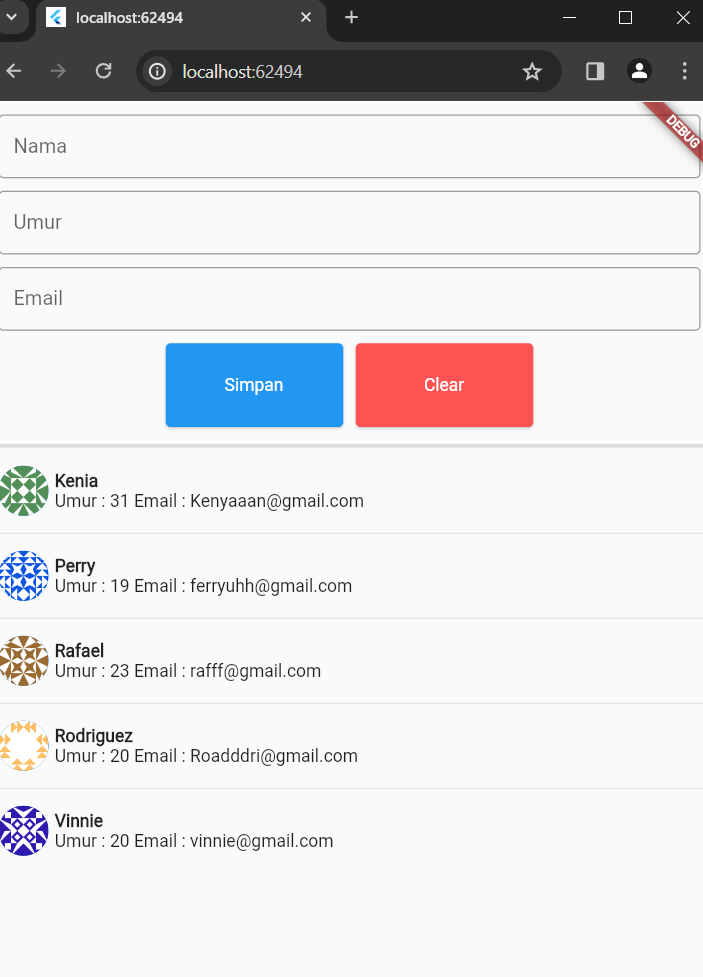 localhost:62494
localhost:62494
DEBUG
Nama
Umur
Email
Simpan Clear
Kenia
Umur : 31 Email : Kenyaaan@gmail.com
Perry
Umur : 19 Email : ferryuhh@gmail.com
Rafael
Umur : 23 Email : rafff@gmail.com
Rodriguez
Umur : 20 Email : Roadddri@gmail.com
Vinnie
Umur : 20 Email : vinnie@gmail.com